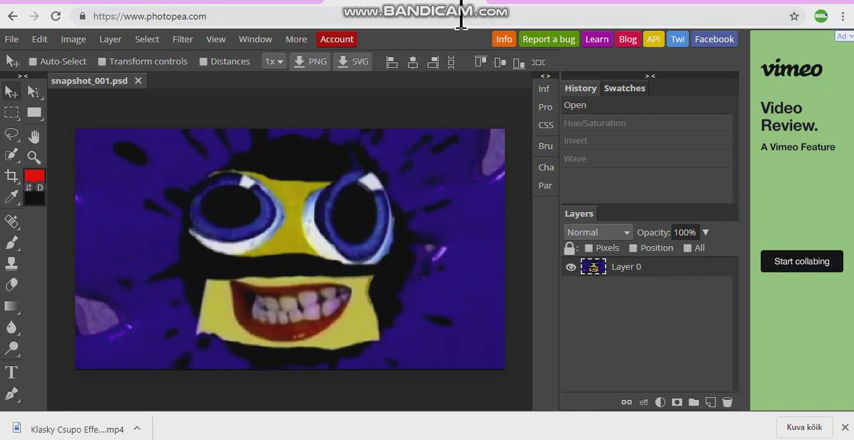 www.BANDICAM.com
https://www.photopea.com
File Edit Image Layer Select Filter View Window More Account Info Report a bug Learn Blog API Twi Facebook
Auto-Select Transform controls Distances 1x PNG SVG
Ad
snapshot_001.psd
vimeo
Video
Review.
A Vimeo Feature
Start collabing
Inf
Pro
CSS
Bru
Cha
Par
History Swatches
Open
Hue/Saturation
Invert
Wave
Layers
Normal Opacity: 100%
Pixels Position All
Layer 0
eff
D
T
Klasky Csupo Effe....mp4
Kuva kõik